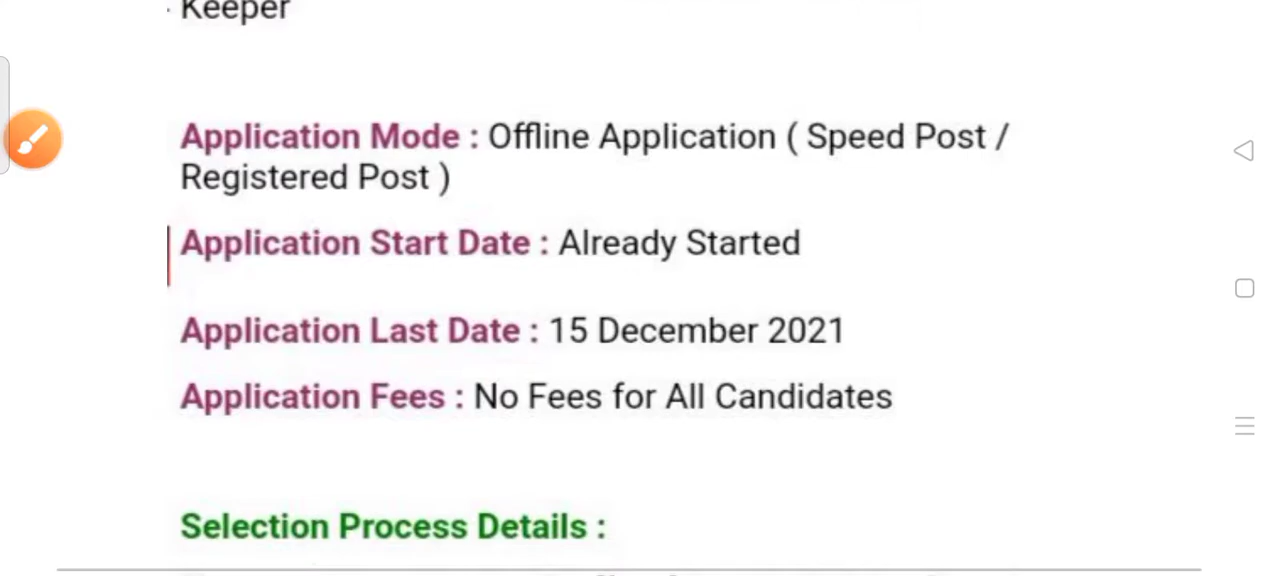 Keeper
Application Mode : Offline Application ( Speed Post /
Registered Post )
Application Start Date : Already Started
Application Last Date : 15 December 2021
Application Fees : No Fees for All Candidates
Selection Process Details :